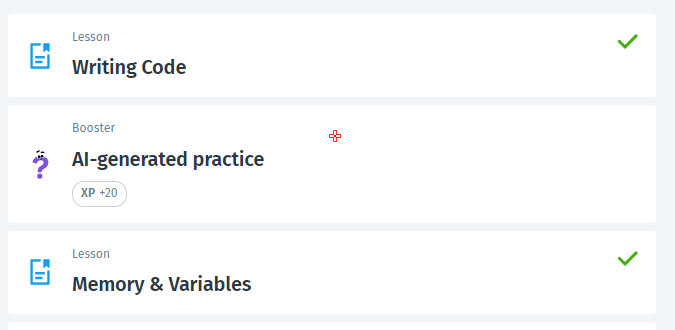 Lesson
Writing Code
Booster
AI-generated practice
XP +20
Lesson
Memory & Variables